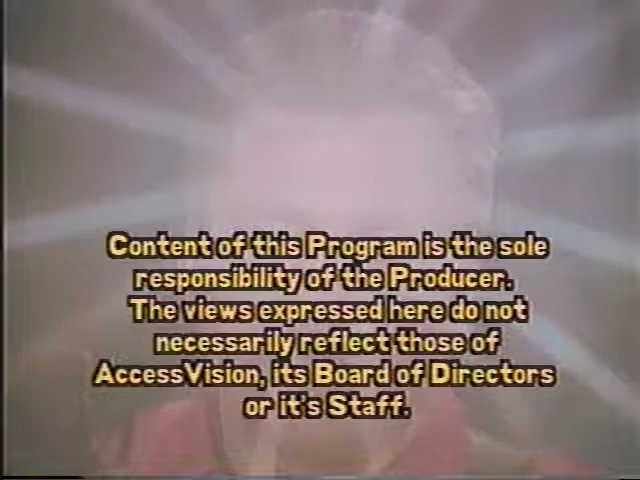 Content of this Program is the sole
responsibility of the Producer.
The views expressed here do not
necessarily reflect those of
AccessVision, its Board of Directors
or it's Staff.